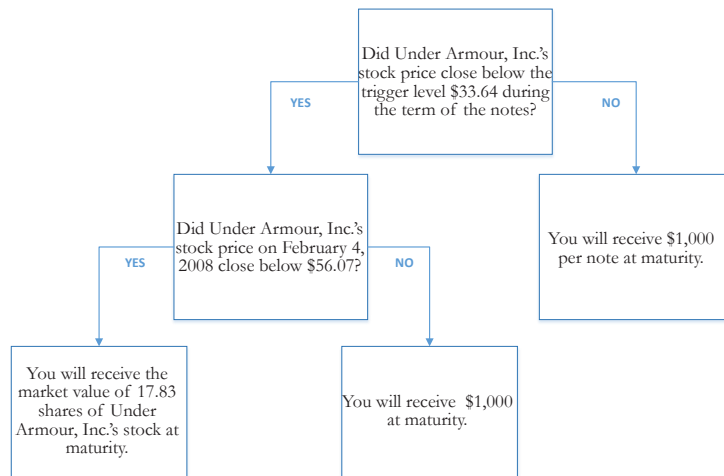 Did Under Armour, Inc.'s
stock price close below the
trigger level $33.64 during
the term of the notes?
YES
NO
Did Under Armour, Inc.'s
stock price on February 4,
2008 close below $56.07?
You will receive $1,000
per note at maturity.
YES
NO
You will receive the
market value of 17.83
shares of Under
Armour, Inc.'s stock at
maturity.
You will receive $1,000
at maturity.